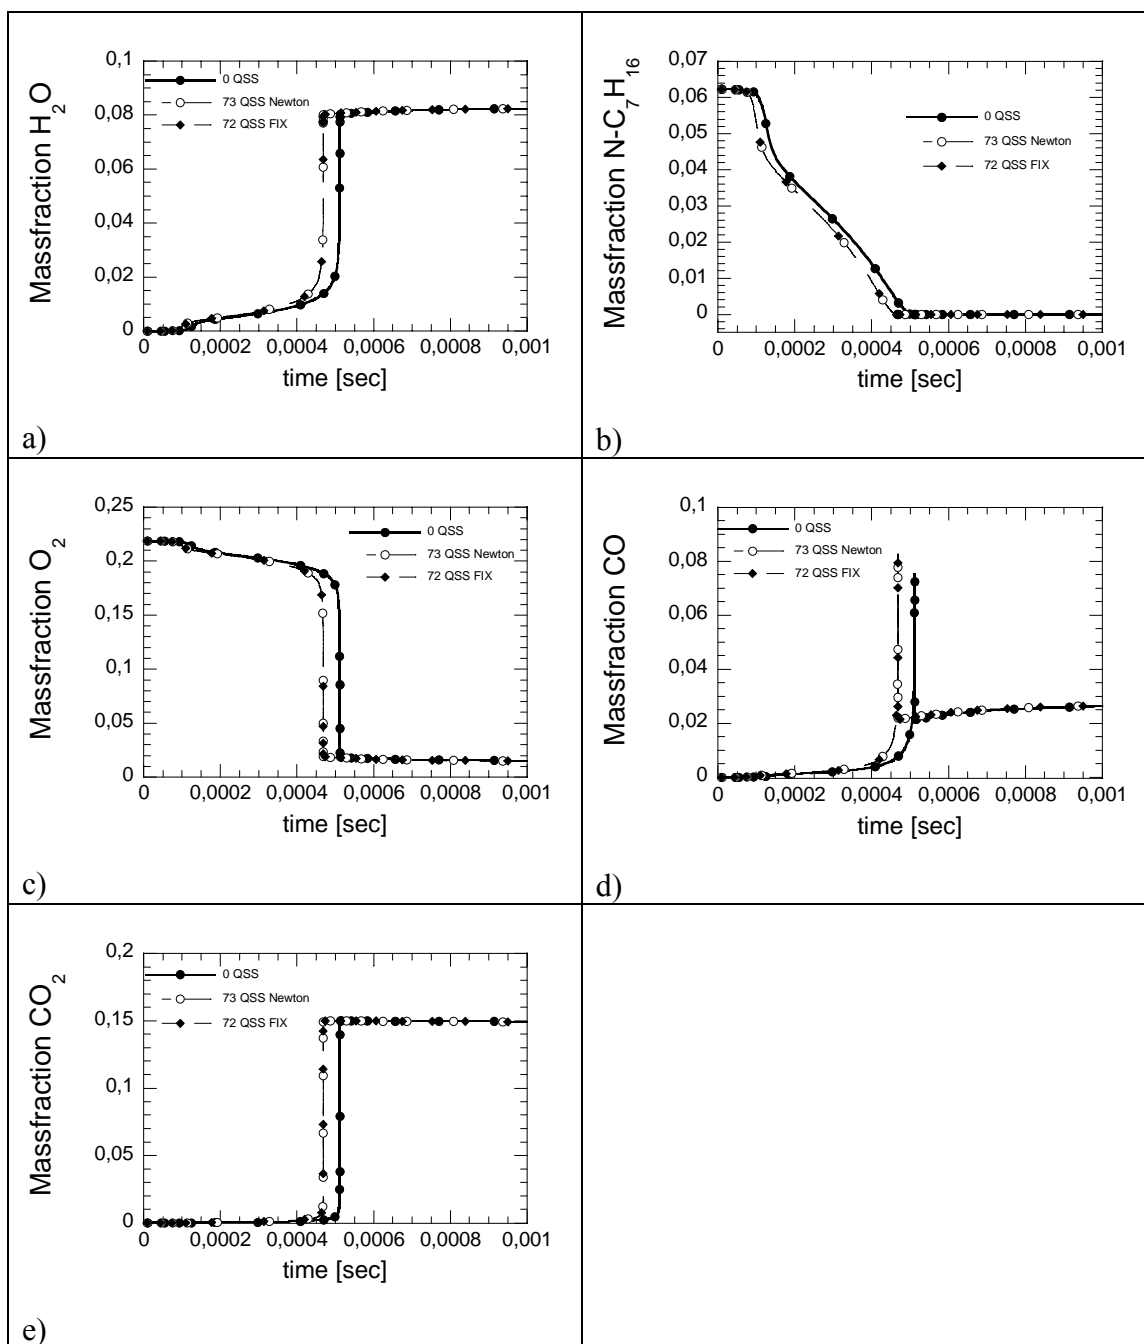 Massfraction H2O
0,1
0,08
0,06
0,04
0,02
0
0 QSS
73 QSS Newton
72 QSS FIX
0 0,0002 0,0004 0,0006 0,0008 0,001
time [sec]
a)
Massfraction N-C7H16
0,07
0,06
0,05
0,04
0,03
0,02
0,01
0
0 QSS
73 QSS Newton
72 QSS FIX
0 0,0002 0,0004 0,0006 0,0008 0,001
time [sec]
b)
Massfraction O2
0,25
0,2
0,15
0,1
0,05
0
0 QSS
73 QSS Newton
72 QSS FIX
0 0,0002 0,0004 0,0006 0,0008 0,001
time [sec]
c)
Massfraction CO
0,1
0,08
0,06
0,04
0,02
0
0 QSS
73 QSS Newton
72 QSS FIX
0 0,0002 0,0004 0,0006 0,0008 0,001
time [sec]
d)
Massfraction CO2
0,2
0,15
0,1
0,05
0
0 QSS
73 QSS Newton
72 QSS FIX
0 0,0002 0,0004 0,0006 0,0008 0,001
time [sec]
e)